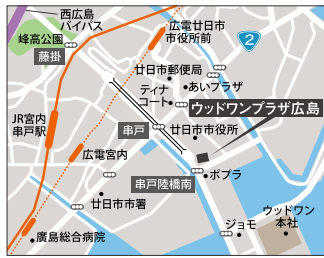 西広島
バイパス
峰高公園
藤掛
広電廿日市
市役所前
2
廿日市郵便局
あいプラザ
ティナ
コート
ウッドワンプラザ広島
JR宮内
串戸駅
串戸
廿日市市役所
広電宮内
串戸陸橋南
ポプラ
廿日市署
廣島総合病院
ジョモ
ウッドワン
本社